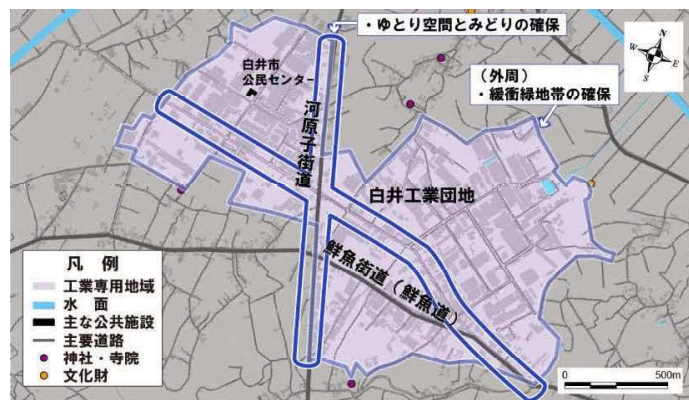 ・ゆとり空間とみどりの確保
N
W
E
S
白井市
公民センター
(外周)
・緩衝緑地帯の確保
河原子街道
白井工業団地
鮮魚街道(鮮魚道)
凡 例
工業専用地域
水 面
主な公共施設
主要道路
神社・寺院
文化財
0
500m